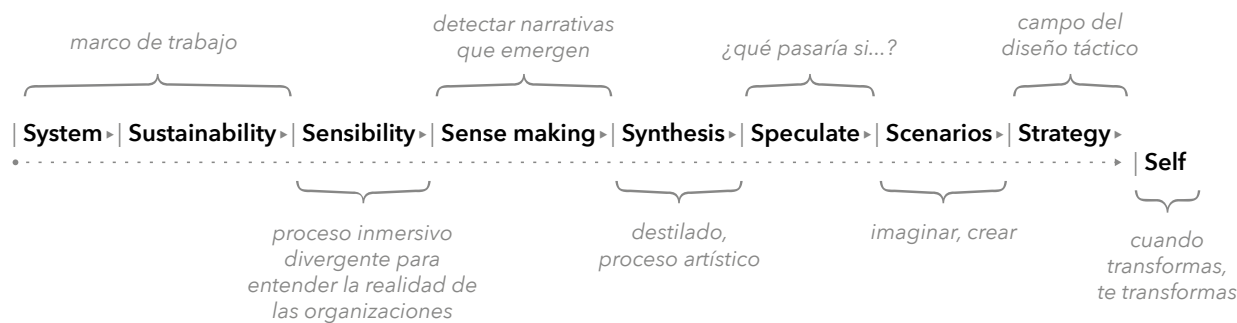 marco de trabajo
detectar narrativas
que emergen
¿qué pasaría si...?
campo del
diseño táctico
System Sustainability Sensibility Sense making Synthesis Speculate Scenarios Strategy
Self
proceso inmersivo
divergente para
entender la realidad de
las organizaciones
destilado,
proceso artístico
imaginar, crear
cuando
transformas,
te transformas